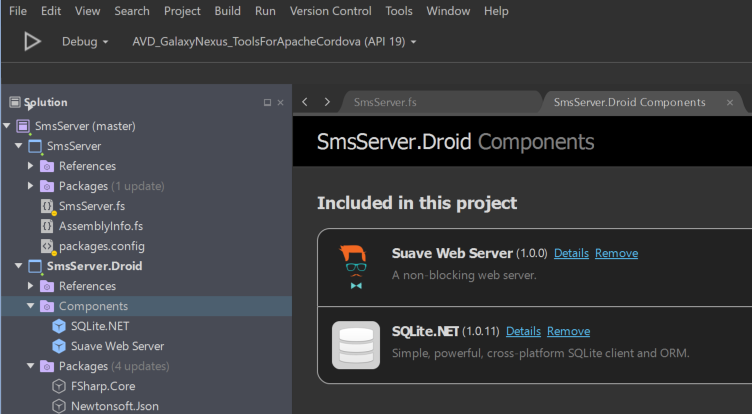 File Edit View Search Project Build Run Version Control Tools Window Help
Debug AVD_GalaxyNexus_ToolsForApacheCordova (API 19)
Solution
SmsServer (master)
SmsServer
References
Packages (1 update)
SmsServer.fs
AssemblyInfo.fs
packages.config
SmsServer.Droid
References
Components
SQLite.NET
Suave Web Server
Packages (4 updates)
FSharp.Core
Newtonsoft.Json
SmsServer.fs
SmsServer.Droid Components
SmsServer.Droid Components
Included in this project
Suave Web Server (1.0.0) Details Remove
A non-blocking web server.
SQLite.NET (1.0.11) Details Remove
Simple, powerful, cross-platform SQLite client and ORM.